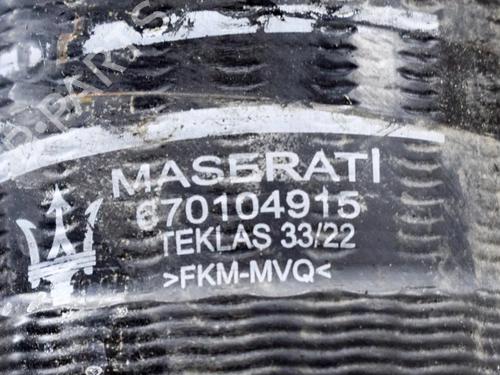 MASERATI
670104915
TEKLAS 33/22
>FKM-MVQ<